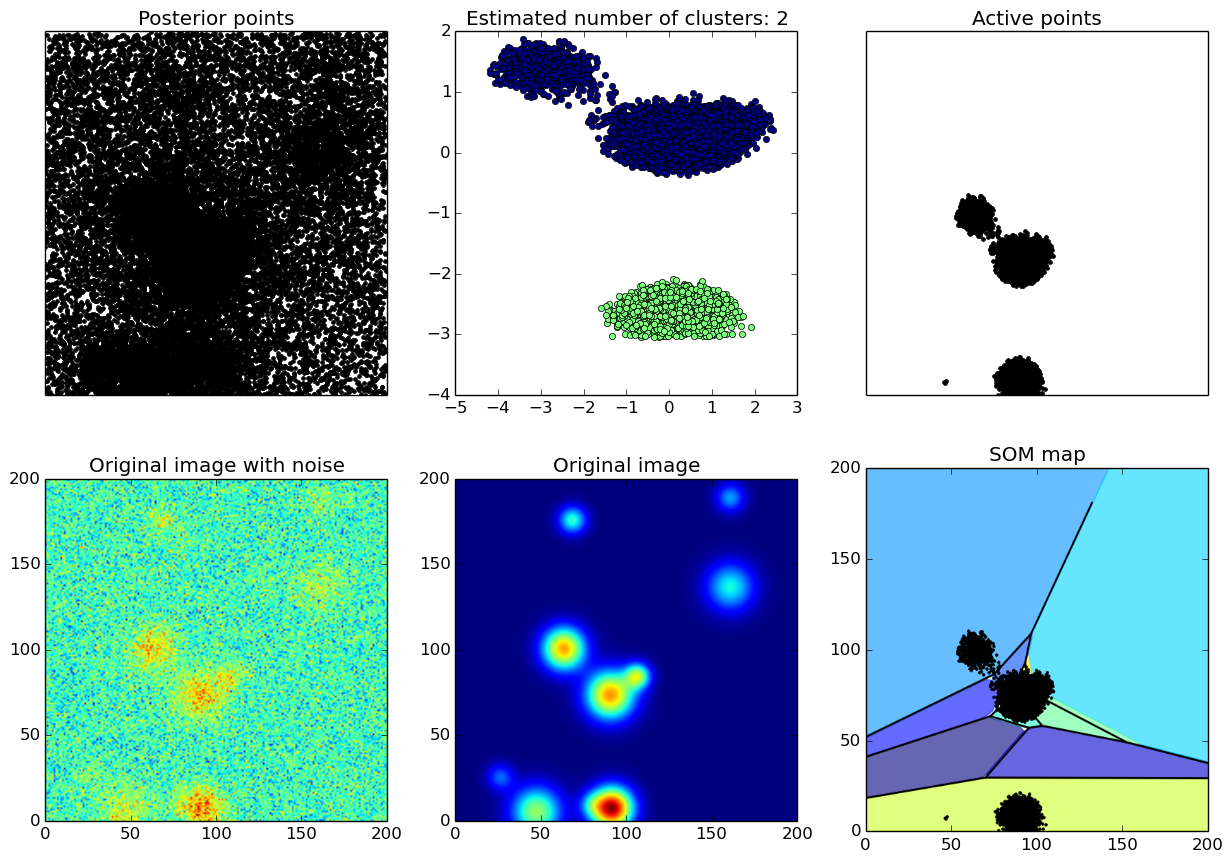 Posterior points
Estimated number of clusters: 2
Active points
2
1
0
−1
−2
−3
−4
−5 −4 −3 −2 −1 0 1 2 3
Original image with noise
Original image
SOM map
200
150
100
50
0
0 50 100 150 200
200
150
100
50
0
0 50 100 150 200
200
150
100
50
0
0 50 100 150 200